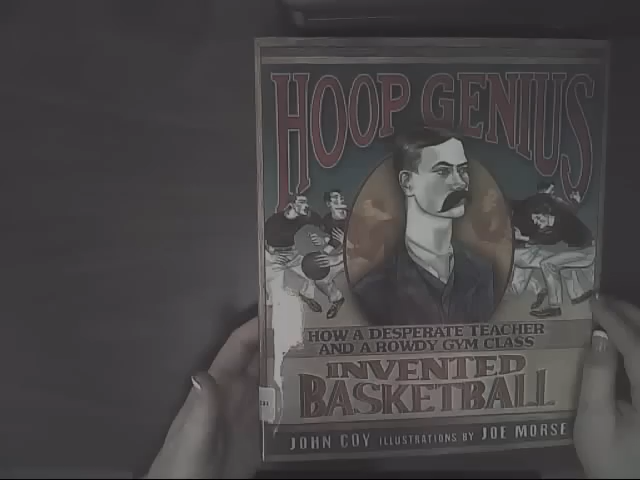 HOOP GENIUS
HOW A DESPERATE TEACHER
AND A ROWDY GYM CLASS
INVENTED
BASKETBALL
JOHN COY ILLUSTRATIONS BY JOE MORSE